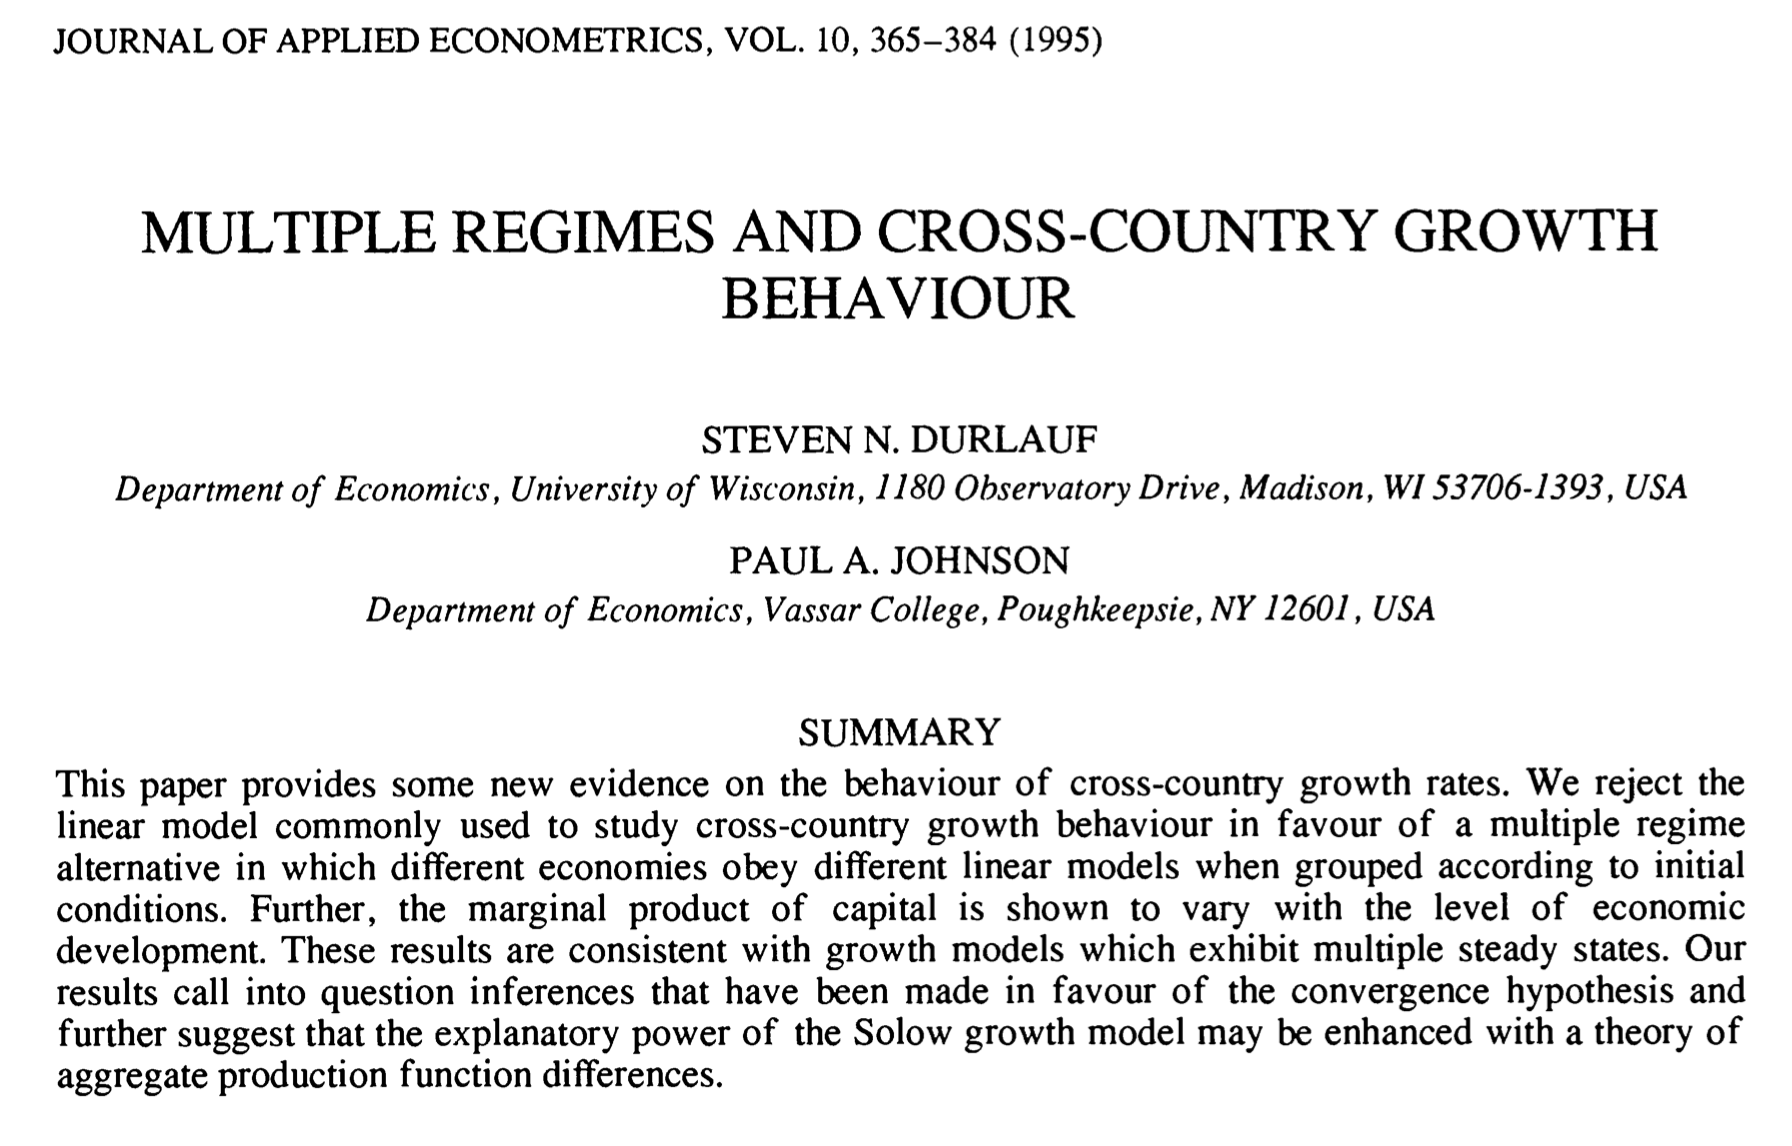 JOURNAL OF APPLIED ECONOMETRICS, VOL. 10, 365–384 (1995)
MULTIPLE REGIMES AND CROSS-COUNTRY GROWTH
BEHAVIOUR
STEVEN N. DURLAUF
Department of Economics, University of Wisconsin, 1180 Observatory Drive, Madison, WI 53706-1393, USA
PAUL A. JOHNSON
Department of Economics, Vassar College, Poughkeepsie, NY 12601, USA
SUMMARY
This paper provides some new evidence on the behaviour of cross-country growth rates. We reject the
linear model commonly used to study cross-country growth behaviour in favour of a multiple regime
alternative in which different economies obey different linear models when grouped according to initial
conditions. Further, the marginal product of capital is shown to vary with the level of economic
development. These results are consistent with growth models which exhibit multiple steady states. Our
results call into question inferences that have been made in favour of the convergence hypothesis and
further suggest that the explanatory power of the Solow growth model may be enhanced with a theory of
aggregate production function differences.